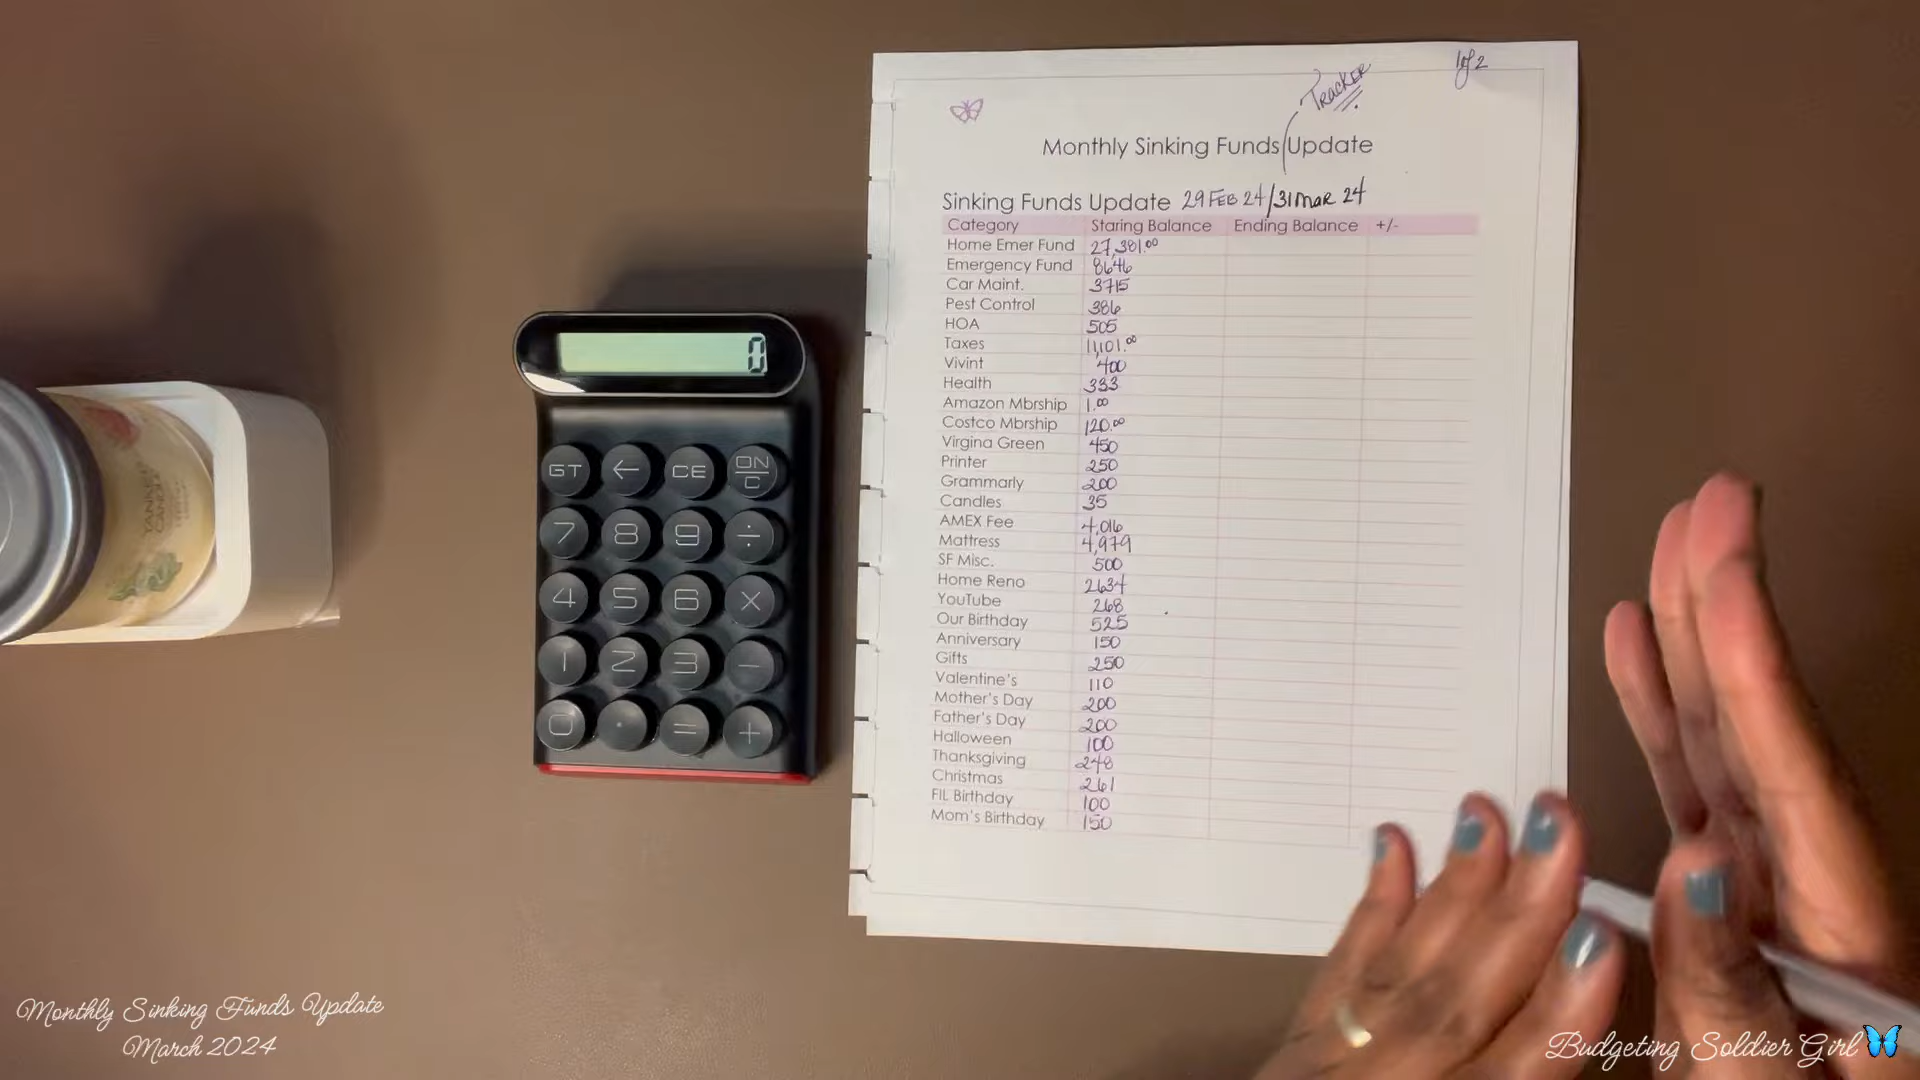 1 of 2
Tracker
Monthly Sinking Funds Update
Sinking Funds Update 29 FEB 24/31 MAR 24
Category Staring Balance Ending Balance +/-
Home Emer Fund 27,381.00
Emergency Fund 8646
Car Maint. 3715
Pest Control 386
HOA 505
Taxes 11,101.00
Vivint 400
Health 333
Amazon Mbrship 1.00
Costco Mbrship 120.00
Virgina Green 450
Printer 250
Grammarly 200
Candles 35
AMEX Fee 4,016
Mattress 4,979
SF Misc. 500
Home Reno 2634
YouTube 268
Our Birthday 525
Anniversary 150
Gifts 250
Valentine's 110
Mother's Day 200
Father's Day 200
Halloween 100
Thanksgiving 248
Christmas 261
FIL Birthday 100
Mom's Birthday 150
0
GT ← CE ON/C
7 8 9 ÷
4 5 6 X
1 2 3 -
0 . = +
YANKEE CANDLE
Monthly Sinking Funds Update
March 2024
Budgeting Soldier Girl